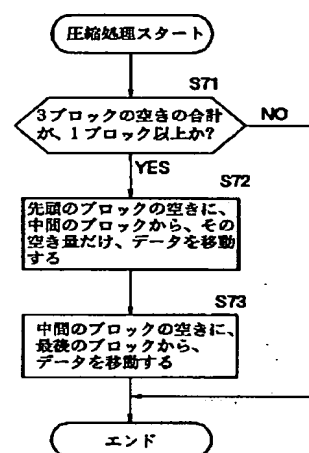 圧縮処理スタート
S71
3ブロックの空きの合計
が、1ブロック以上か?
NO
YES
S72
先頭のブロックの空きに、
中間のブロックから、その
空き量だけ、データを移動
する
S73
中間のブロックの空きに、
最後のブロックから、
データを移動する
エンド